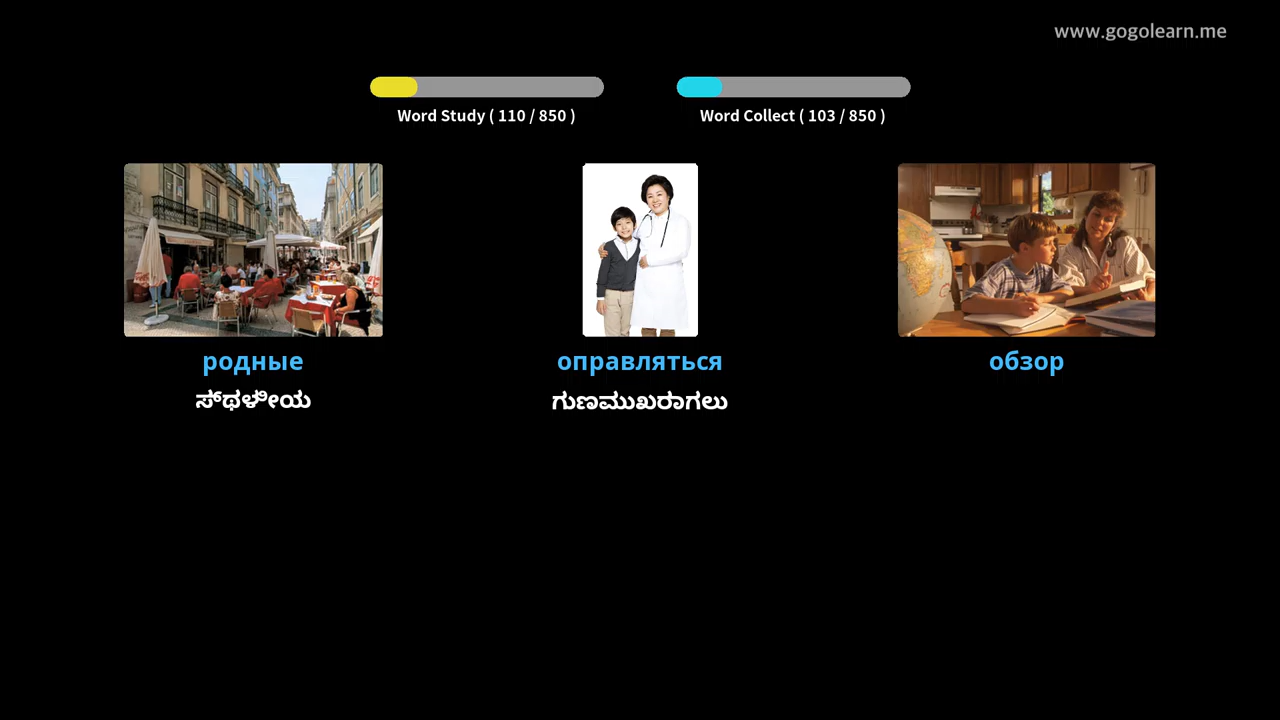 www.gogolearn.me
Word Study ( 110 / 850 )
Word Collect ( 103 / 850 )
родные
оправляться
обзор
ಸ್ಥಳೀಯ
ಗುಣಮುಖರಾಗಲು